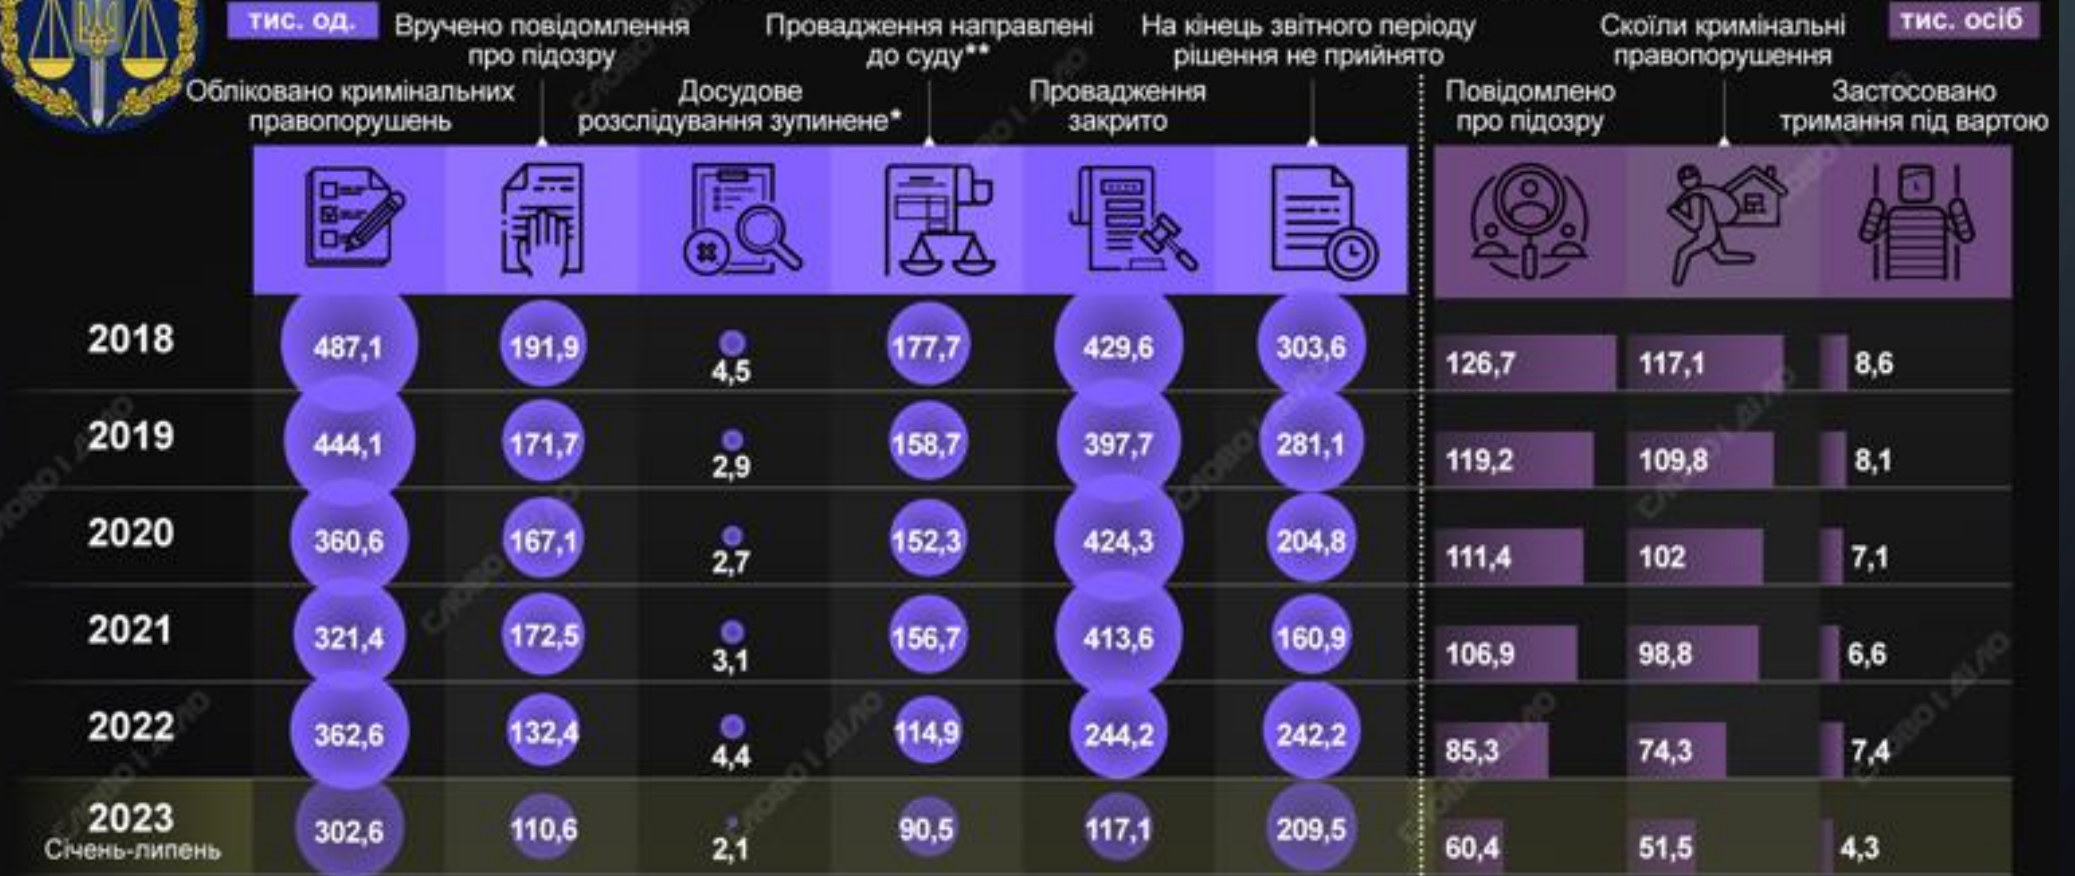 тис. од.
Вручено повідомлення
про підозру
Провадження направлені
до суду**
На кінець звітного періоду
рішення не прийнято
Скоїли кримінальні
правопорушення
тис. осіб
Обліковано кримінальних
правопорушень
Досудове
розслідування зупинене*
Провадження
закрито
Повідомлено
про підозру
Застосовано
тримання під вартою
2018 487,1 191,9 4,5 177,7 429,6 303,6 126,7 117,1 8,6
2019 444,1 171,7 2,9 158,7 397,7 281,1 119,2 109,8 8,1
2020 360,6 167,1 2,7 152,3 424,3 204,8 111,4 102 7,1
2021 321,4 172,5 3,1 156,7 413,6 160,9 106,9 98,8 6,6
2022 362,6 132,4 4,4 114,9 244,2 242,2 85,3 74,3 7,4
2023 302,6 110,6 2,1 90,5 117,1 209,5 60,4 51,5 4,3
Січень-липень
СЛОВО І ДІЛО